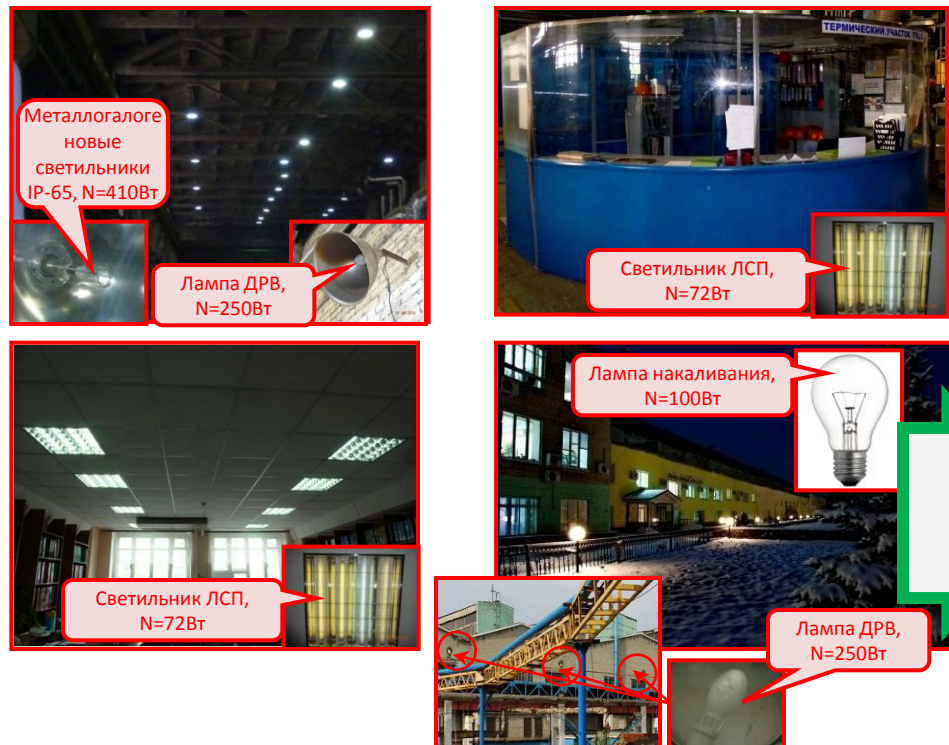 Металлогале
новые
светильники
IP-65, N=410Вт
Лампа ДРВ,
N=250Вт
ТЕРМИЧЕСКИЙ УЧАСТОК
Светильник ЛСП,
N=72Вт
Светильник ЛСП,
N=72Вт
Лампа накаливания,
N=100Вт
Лампа ДРВ,
N=250Вт